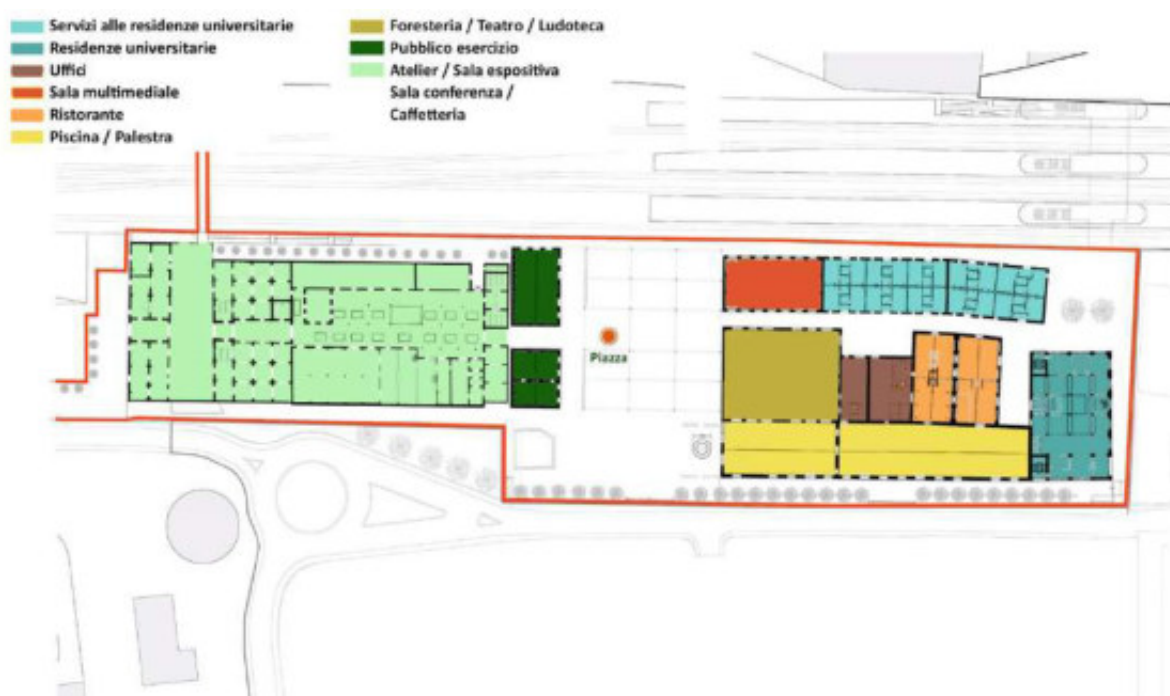 Servizi alle residenze universitarie
Residenze universitarie
Uffici
Sala multimediale
Ristorante
Piscina / Palestra
Foresteria / Teatro / Ludoteca
Pubblico esercizio
Atelier / Sala espositiva
Sala conferenza /
Caffetteria
Piazza